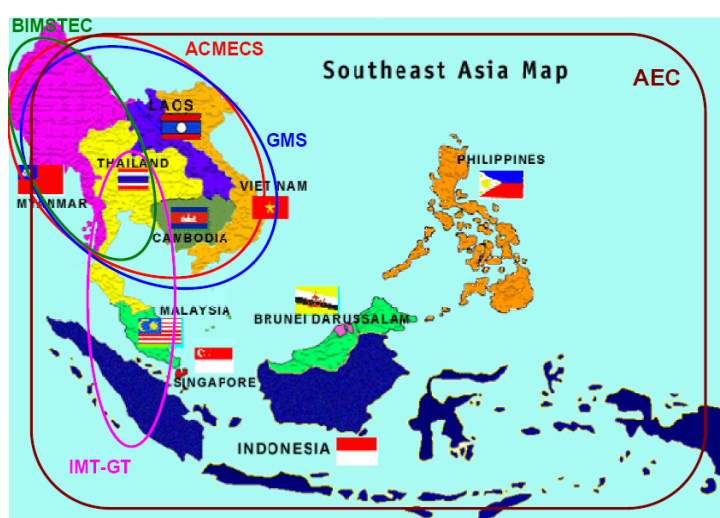 BIMSTEC
ACMECS
Southeast Asia Map
AEC
LAOS
GMS
THAILAND
PHILIPPINES
VIET NAM
MYANMAR
CAMBODIA
MALAYSIA
BRUNEI DARUSSALAM
SINGAPORE
INDONESIA
IMT-GT